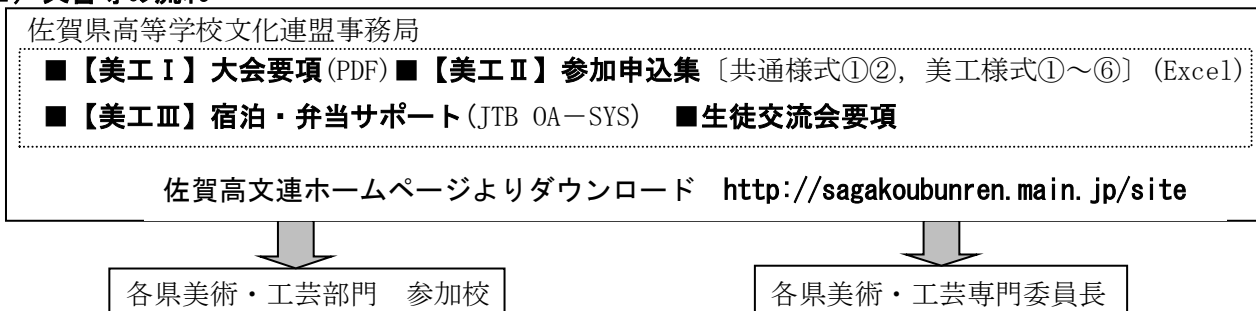 佐賀県高等学校文化連盟事務局
■【美工Ⅰ】大会要項(PDF)■【美工Ⅱ】参加申込集〔共通様式①②，美工様式①～⑥〕(Excel)
■【美工Ⅲ】宿泊・弁当サポート(JTB OA－SYS)　■生徒交流会要項
佐賀高文連ホームページよりダウンロード　http://sagakoubunren.main.jp/site
各県美術・工芸部門　参加校
各県美術・工芸専門委員長